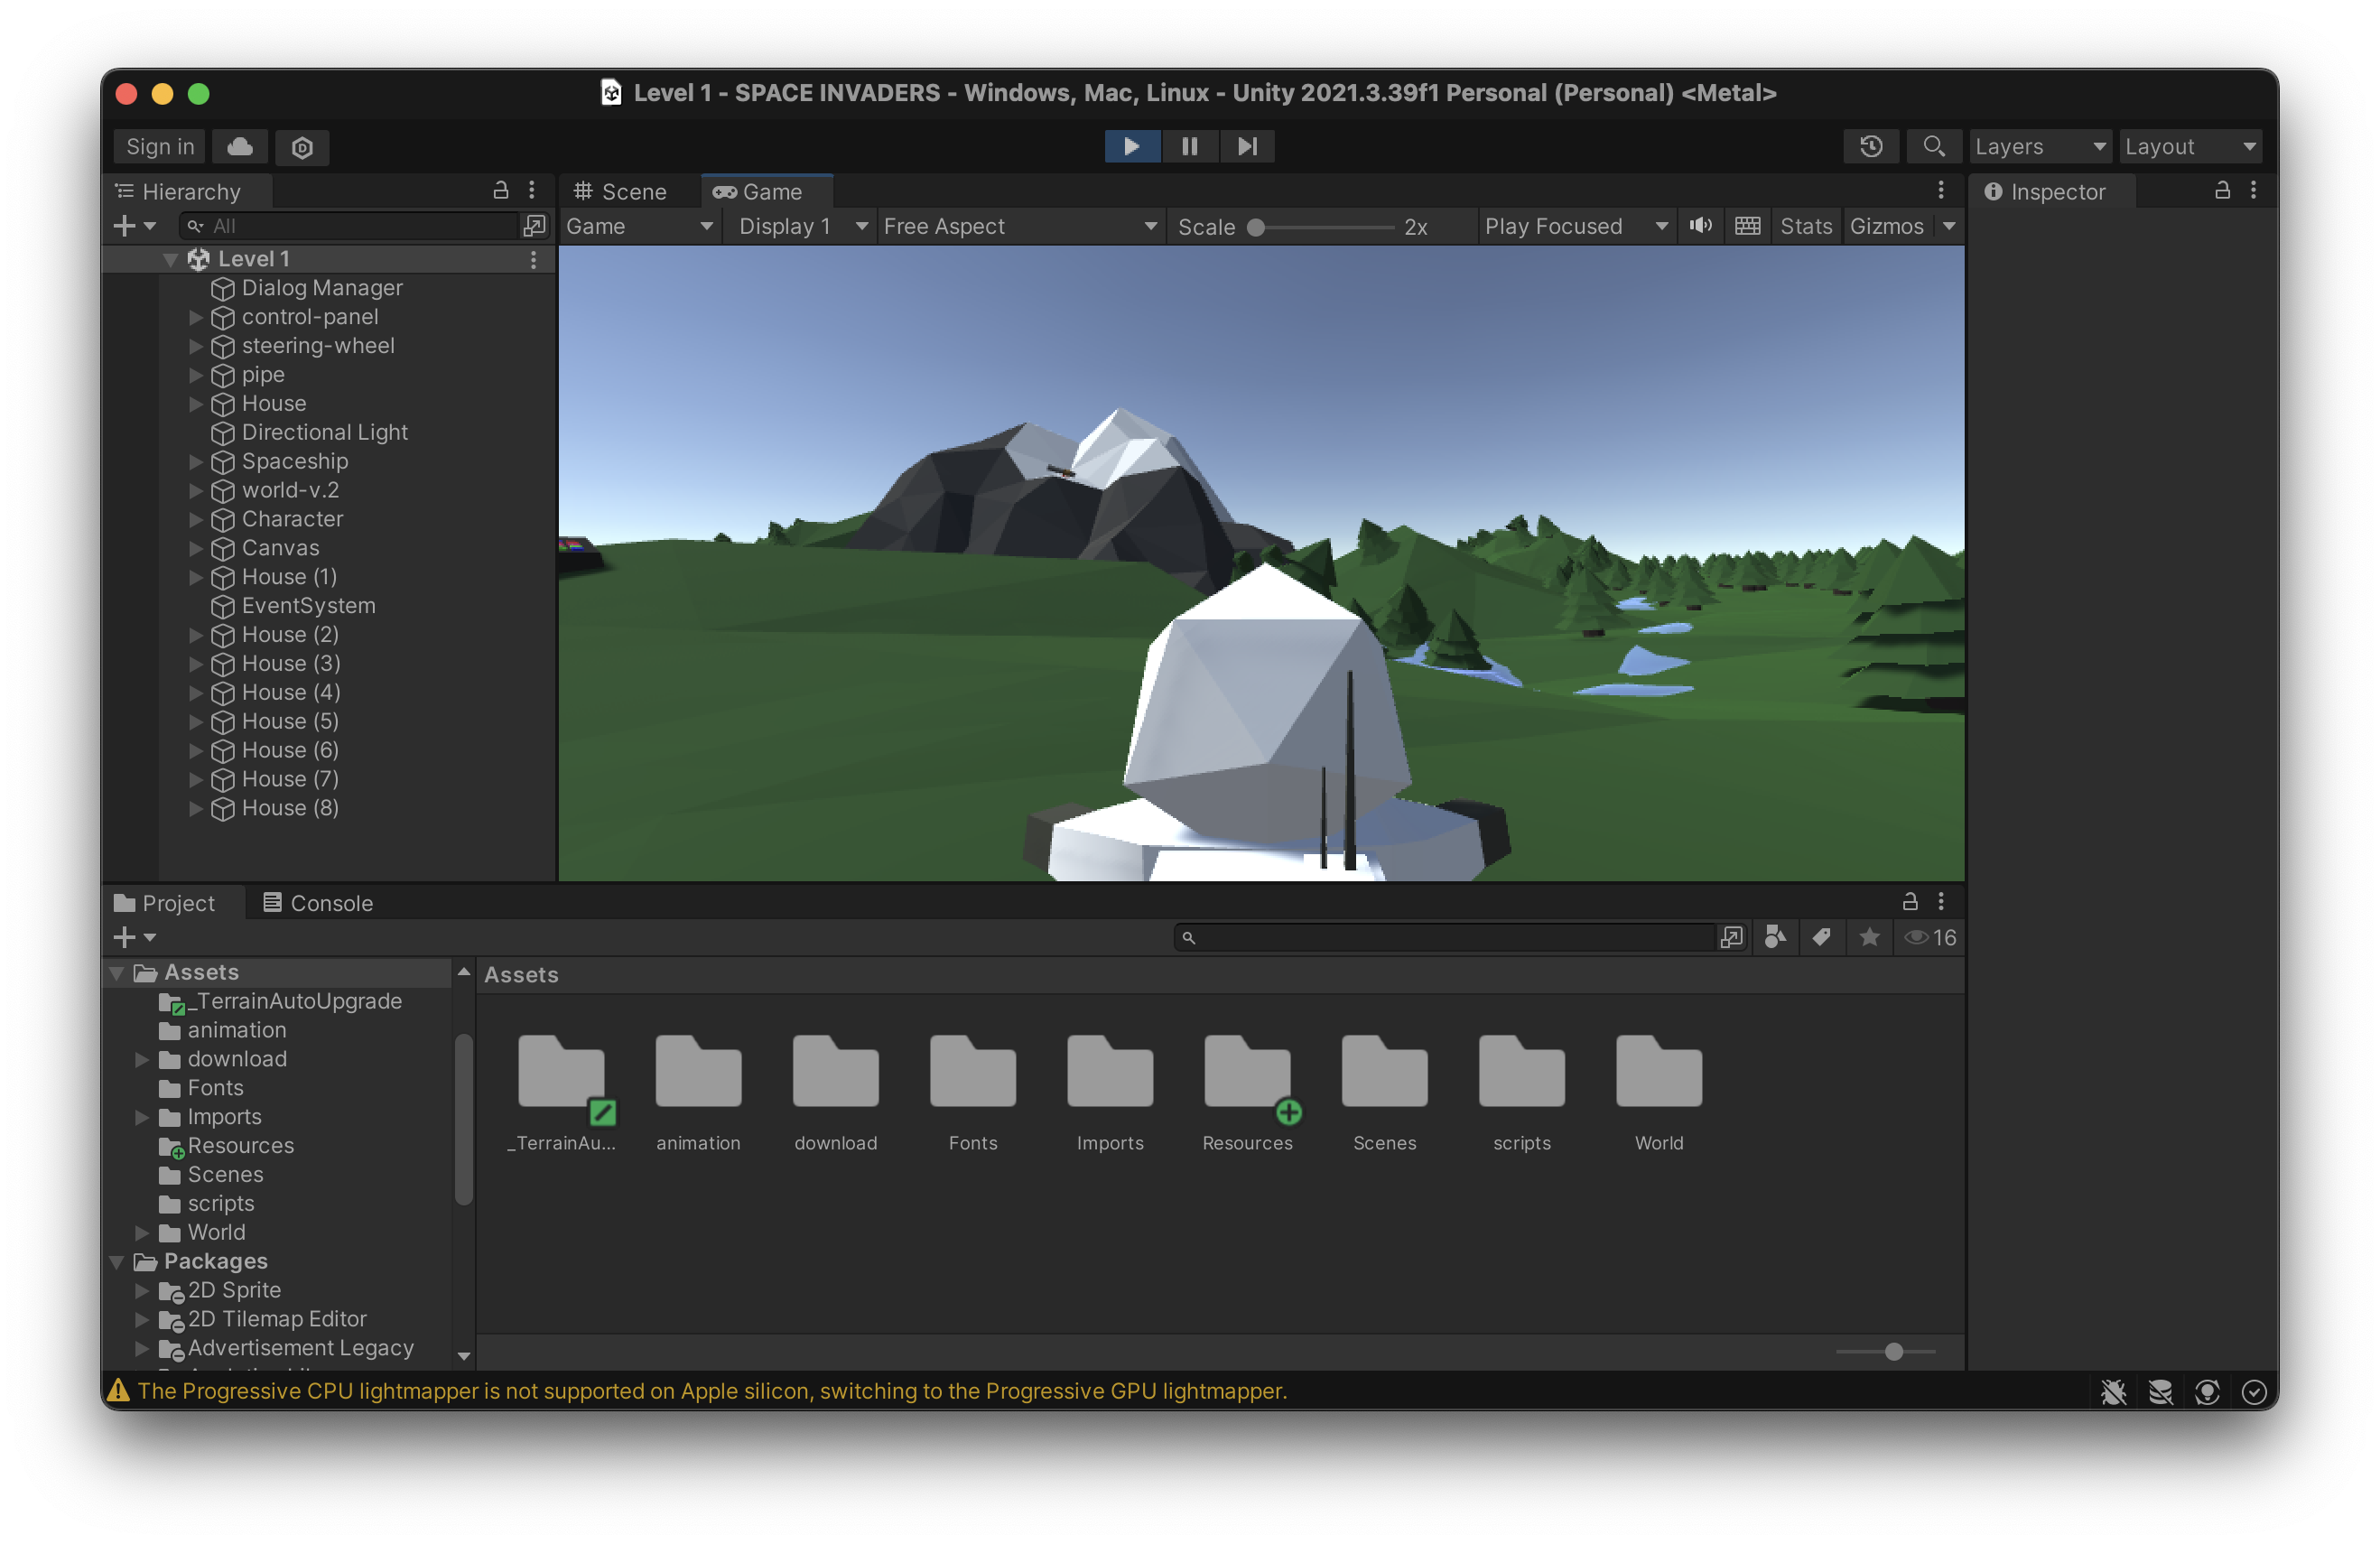 Level 1 - SPACE INVADERS - Windows, Mac, Linux - Unity 2021.3.39f1 Personal (Personal) <Metal>
Sign in
Layers
Layout
Hierarchy
Scene
Game
Inspector
All
Game
Display 1
Free Aspect
Scale
2x
Play Focused
Stats
Gizmos
Level 1
Dialog Manager
control-panel
steering-wheel
pipe
House
Directional Light
Spaceship
world-v.2
Character
Canvas
House (1)
EventSystem
House (2)
House (3)
House (4)
House (5)
House (6)
House (7)
House (8)
Project
Console
16
Assets
_TerrainAutoUpgrade
animation
download
Fonts
Imports
Resources
Scenes
scripts
World
Packages
2D Sprite
2D Tilemap Editor
Advertisement Legacy
Assets
_TerrainAu...
animation
download
Fonts
Imports
Resources
Scenes
scripts
World
The Progressive CPU lightmapper is not supported on Apple silicon, switching to the Progressive GPU lightmapper.